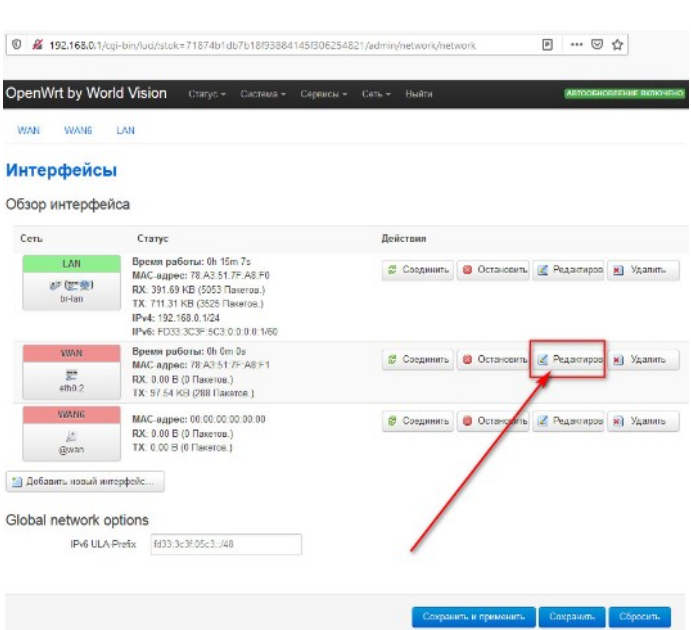 192.168.0.1/cgi-bin/luci/;stok=71874b1db7b18f93884145f306254821/admin/network/network
OpenWrt by World Vision Статус Система Сервисы Сеть Выйти АВТООБНОВЛЕНИЕ ВКЛЮЧЕНО
WAN WAN6 LAN
Интерфейсы
Обзор интерфейса
Сеть Статус Действия
LAN
br-lan
Время работы: 0h 15m 7s
MAC-адрес: 78:A3:51:7F:A8:F0
RX: 391.69 KB (5053 Пакетов.)
TX: 711.31 KB (3525 Пакетов.)
IPv4: 192.168.0.1/24
IPv6: FD33:3C3F:5C3:0:0:0:0:1/60
Соединить Остановить Редактиров Удалить
WAN
eth0.2
Время работы: 0h 0m 0s
MAC-адрес: 78:A3:51:7F:A8:F1
RX: 0.00 B (0 Пакетов.)
TX: 97.54 KB (288 Пакетов.)
Соединить Остановить Редактиров Удалить
WAN6
@wan
MAC-адрес: 00:00:00:00:00:00
RX: 0.00 B (0 Пакетов.)
TX: 0.00 B (0 Пакетов.)
Соединить Остановить Редактиров Удалить
Добавить новый интерфейс...
Global network options
IPv6 ULA-Prefix fd33:3c3f:05c3::/48
Сохранить и применить Сохранить Сбросить